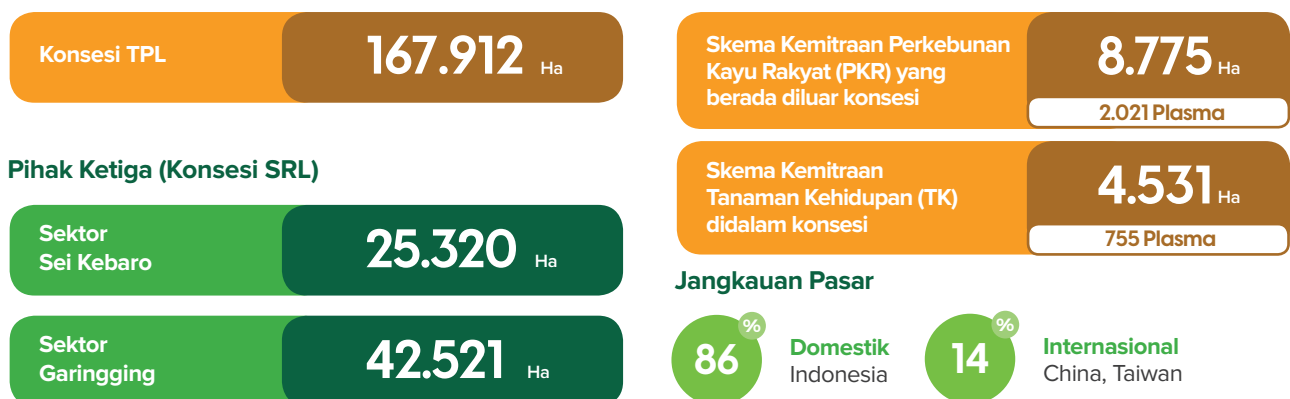 Konsesi TPL
167.912 Ha
Pihak Ketiga (Konsesi SRL)
Sektor
Sei Kebaro
25.320 Ha
Sektor
Garingging
42.521 Ha
Skema Kemitraan Perkebunan
Kayu Rakyat (PKR) yang
berada diluar konsesi
8.775 Ha
2.021 Plasma
Skema Kemitraan
Tanaman Kehidupan (TK)
didalam konsesi
4.531 Ha
755 Plasma
Jangkauan Pasar
86 %
Domestik
Indonesia
14 %
Internasional
China, Taiwan